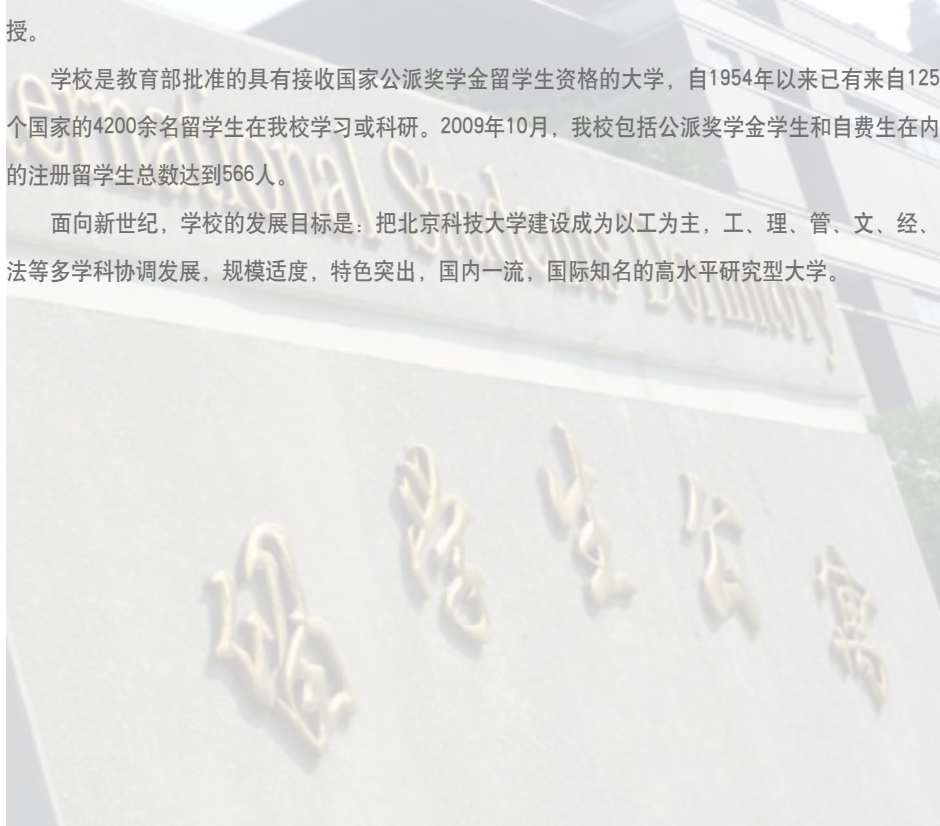 授。
学校是教育部批准的具有接收国家公派奖学金留学生资格的大学，自1954年以来已有来自125
个国家的4200余名留学生在我校学习或科研。2009年10月，我校包括公派奖学金学生和自费生在内
的注册留学生总数达到566人。
面向新世纪，学校的发展目标是：把北京科技大学建设成为以工为主，工、理、管、文、经、
法等多学科协调发展，规模适度，特色突出，国内一流，国际知名的高水平研究型大学。
ernational Students Dormitory
留学生公寓